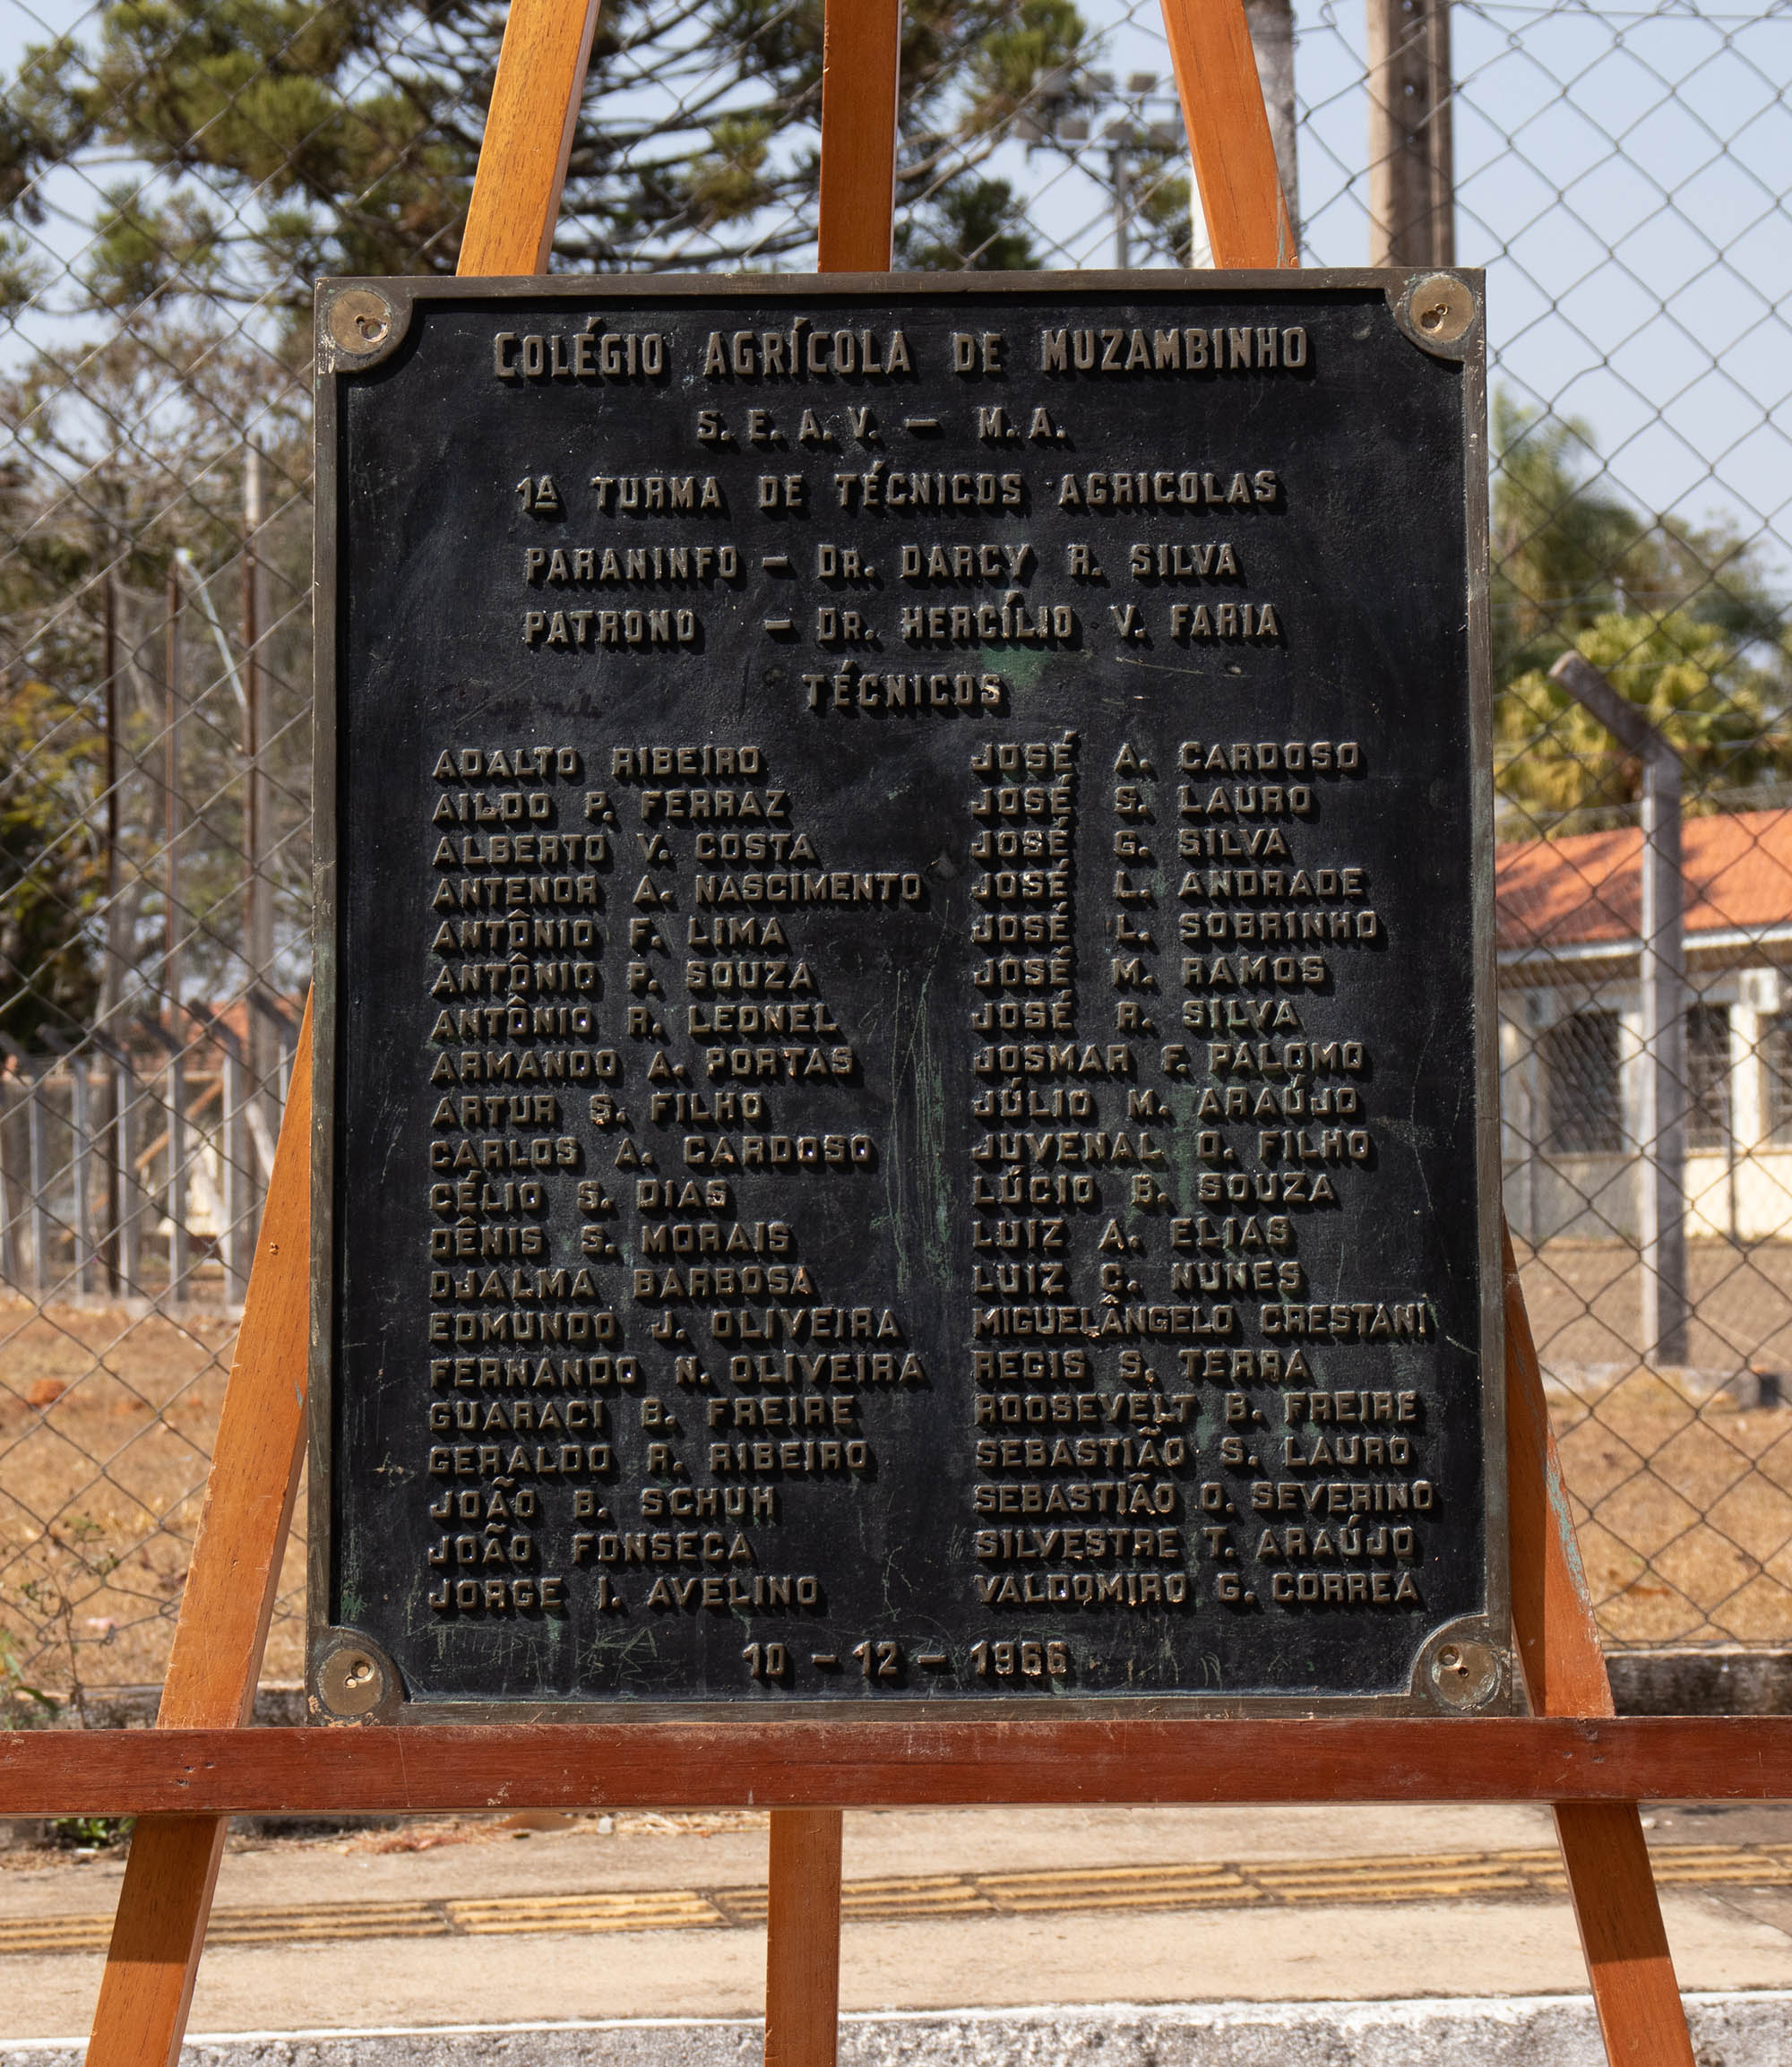 COLÉGIO AGRÍCOLA DE MUZAMBINHO
S.E.A.V. – M.A.
1ª TURMA DE TÉCNICOS AGRICOLAS
PARANINFO – DR. DARCY R. SILVA
PATRONO – DR. HERCÍLIO V. FARIA
TÉCNICOS
ADALTO RIBEIRO
AILDO P. FERRAZ
ALBERTO V. COSTA
ANTENOR A. NASCIMENTO
ANTÔNIO F. LIMA
ANTÔNIO P. SOUZA
ANTÔNIO R. LEONEL
ARMANDO A. PORTAS
ARTUR S. FILHO
CARLOS A. CARDOSO
CÉLIO S. DIAS
DÊNIS S. MORAIS
DJALMA BARBOSA
EDMUNDO J. OLIVEIRA
FERNANDO N. OLIVEIRA
GUARACI B. FREIRE
GERALDO R. RIBEIRO
JOÃO B. SCHUH
JOÃO FONSECA
JORGE I. AVELINO
JOSÉ A. CARDOSO
JOSÉ S. LAURO
JOSÉ G. SILVA
JOSÉ L. ANDRADE
JOSÉ L. SOBRINHO
JOSÉ M. RAMOS
JOSÉ R. SILVA
JOSMAR F. PALOMO
JÚLIO M. ARAÚJO
JUVENAL O. FILHO
LÚCIO B. SOUZA
LUIZ A. ELIAS
LUIZ C. NUNES
MIGUELÂNGELO CRESTANI
REGIS S. TERRA
ROOSEVELT B. FREIRE
SEBASTIÃO S. LAURO
SEBASTIÃO O. SEVERINO
SILVESTRE T. ARAÚJO
VALDOMIRO G. CORREA
10 – 12 – 1966